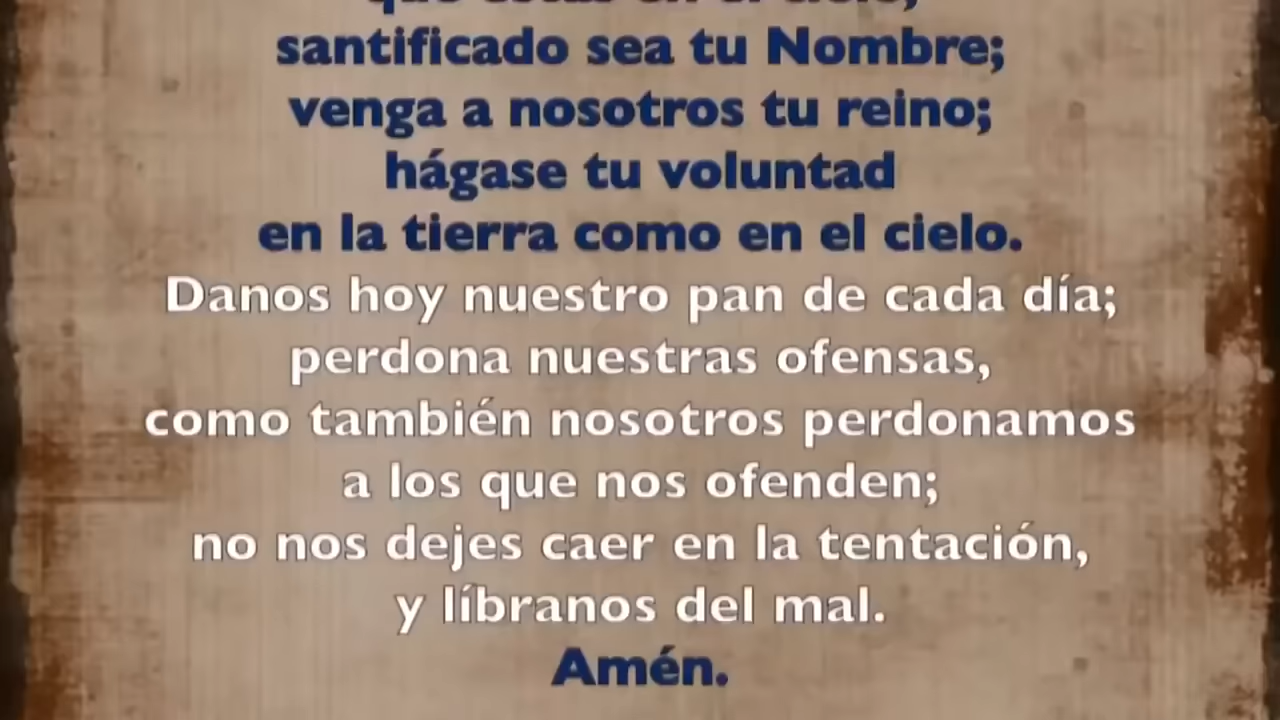 santificado sea tu Nombre;
venga a nosotros tu reino;
hágase tu voluntad
en la tierra como en el cielo.
Danos hoy nuestro pan de cada día;
perdona nuestras ofensas,
como también nosotros perdonamos
a los que nos ofenden;
no nos dejes caer en la tentación,
y líbranos del mal.
Amén.